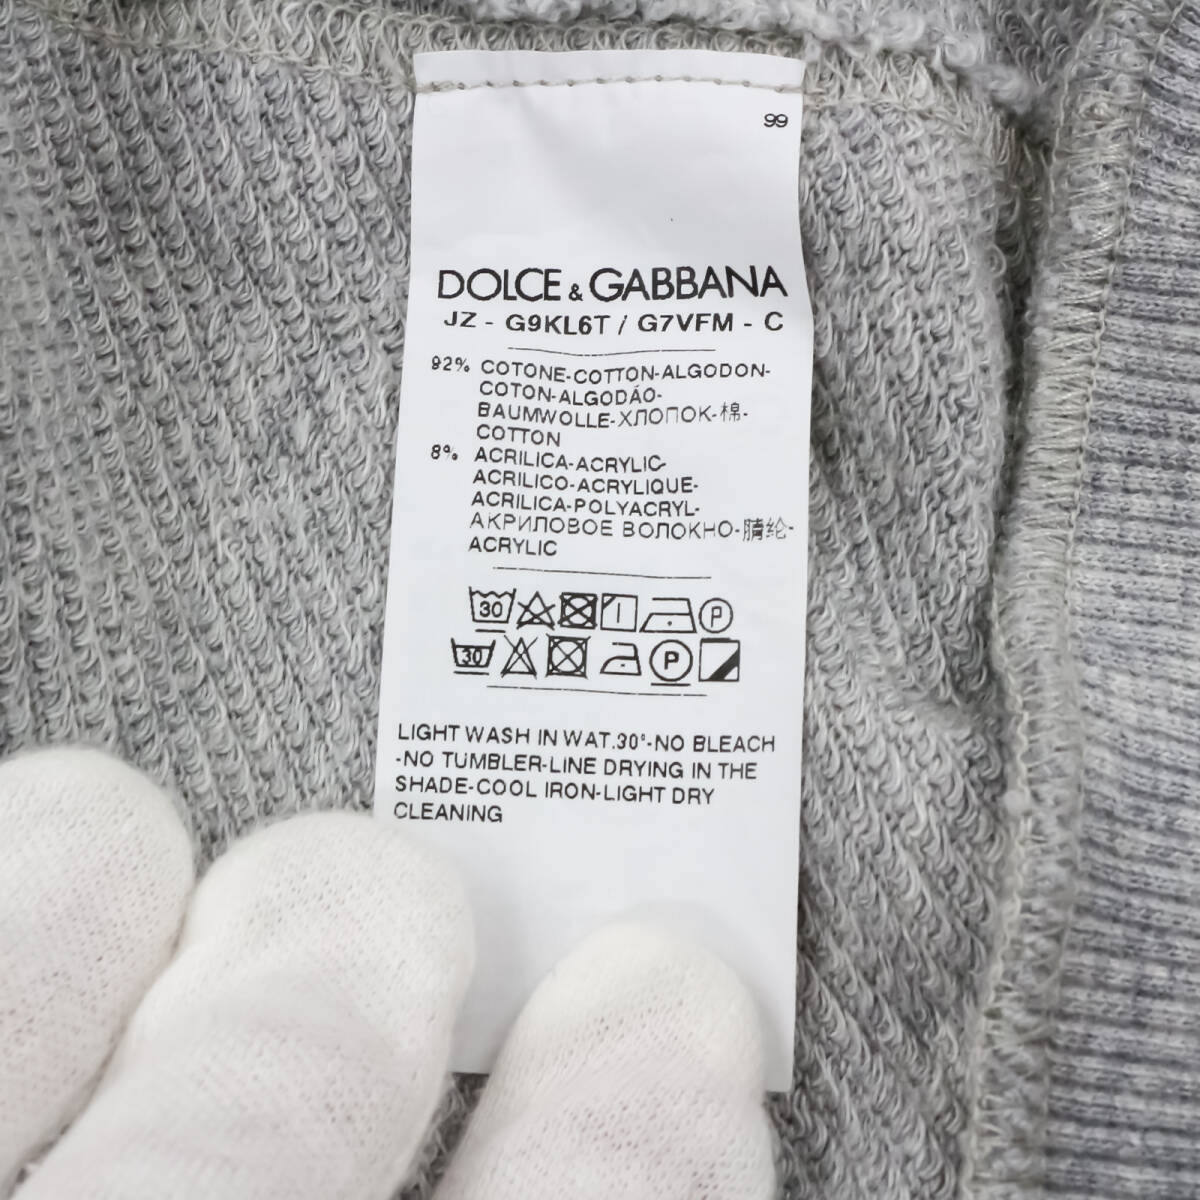 99
DOLCE & GABBANA
JZ - G9KL6T / G7VFM - C
92% COTONE-COTTON-ALGODON-
COTON-ALGODÃO-
BAUMWOLLE-ХЛОПОК-棉-
COTTON
8% ACRILICA-ACRYLIC-
ACRILICO-ACRYLIQUE-
ACRILICA-POLYACRYL-
АКРИЛОВОЕ ВОЛОКНО-腈纶-
ACRYLIC
30 P
30 P
LIGHT WASH IN WAT.30°-NO BLEACH
-NO TUMBLER-LINE DRYING IN THE
SHADE-COOL IRON-LIGHT DRY
CLEANING